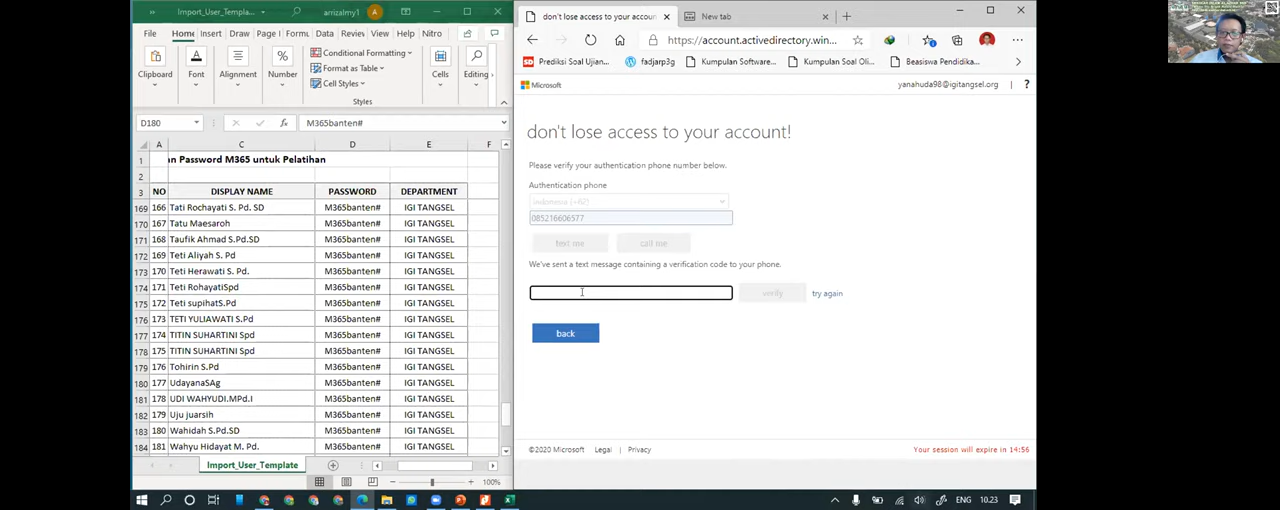 Import_User_Template...
arrizalmy1
A
File
Home
Insert
Draw
Page I
Formu
Data
Review
View
Help
Nitro
Clipboard
Font
Alignment
Number
Conditional Formatting
Format as Table
Cell Styles
Styles
Cells
Editing
D180
M365banten#
A
C
D
E
F
1 n Password M365 untuk Pelatihan
2
3 NO DISPLAY NAME PASSWORD DEPARTMENT
169 166 Tati Rochayati S. Pd. SD M365banten# IGI TANGSEL
170 167 Tatu Maesaroh M365banten# IGI TANGSEL
171 168 Taufik Ahmad S.Pd.SD M365banten# IGI TANGSEL
172 169 Teti Aliyah S. Pd M365banten# IGI TANGSEL
173 170 Teti Herawati S. Pd. M365banten# IGI TANGSEL
174 171 Teti RohayatiSpd M365banten# IGI TANGSEL
175 172 Teti supihatS.Pd M365banten# IGI TANGSEL
176 173 TETI YULIAWATI S.Pd M365banten# IGI TANGSEL
177 174 TITIN SUHARTINI Spd M365banten# IGI TANGSEL
178 175 TITIN SUHARTINI Spd M365banten# IGI TANGSEL
179 176 Tohirin S.Pd M365banten# IGI TANGSEL
180 177 UdayanaSAg M365banten# IGI TANGSEL
181 178 UDI WAHYUDI.MPd.I M365banten# IGI TANGSEL
182 179 Uju juarsih M365banten# IGI TANGSEL
183 180 Wahidah S.Pd.SD M365banten# IGI TANGSEL
184 181 Wahyu Hidayat M. Pd. M365banten# IGI TANGSEL
Import_User_Template
100%
don't lose access to your accoun
New tab
https://account.activedirectory.win...
Prediksi Soal Ujian...
fadjarp3g
Kumpulan Software...
Kumpulan Soal Oli...
Beasiswa Pendidika...
Microsoft
yanahuda98@igitangsel.org
?
don't lose access to your account!
Please verify your authentication phone number below.
Authentication phone
Indonesia (+62)
085216606577
text me
call me
We've sent a text message containing a verification code to your phone.
verify
try again
back
©2020 Microsoft
Legal
Privacy
Your session will expire in 14:56
ENG
10.23